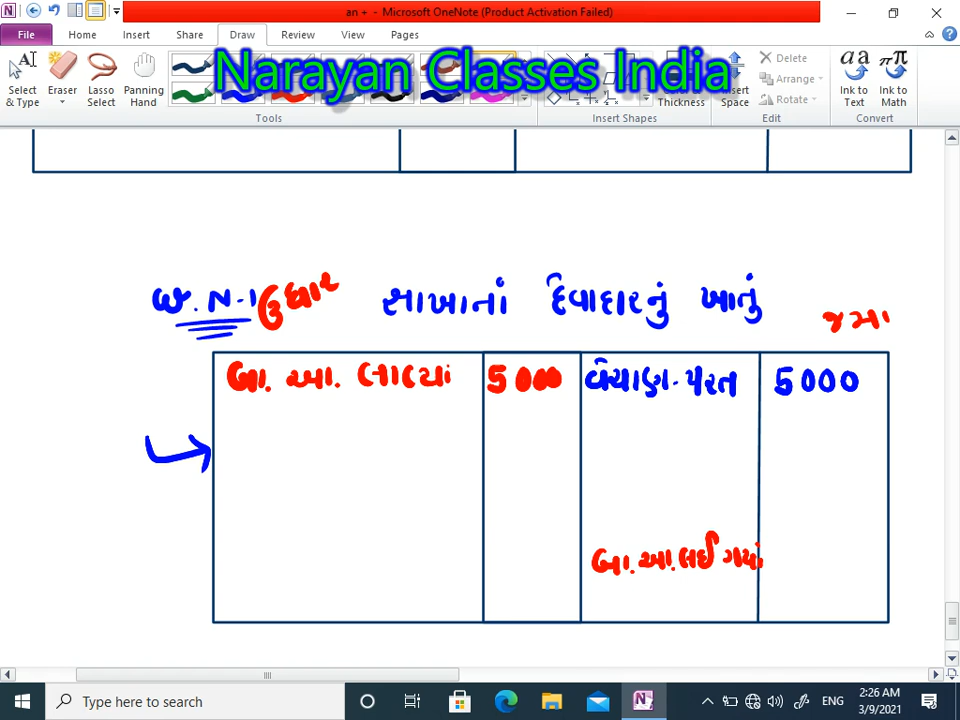 an + - Microsoft OneNote (Product Activation Failed)
File Home Insert Share Draw Review View Pages
Narayan Classes India
Select & Type Eraser Lasso Select Panning Hand Thickness Insert Space Delete Arrange Rotate Ink to Text Ink to Math
Tools Insert Shapes Edit Convert
W.N-1 ઉધાર સાખાનાં દેવાદારનું ખાતું જમા
બા.આ. લાવ્યાં 5000 વેચાણ-પરત 5000
બા.આ.લઈ ગયાં
Type here to search ENG 2:26 AM
3/9/2021